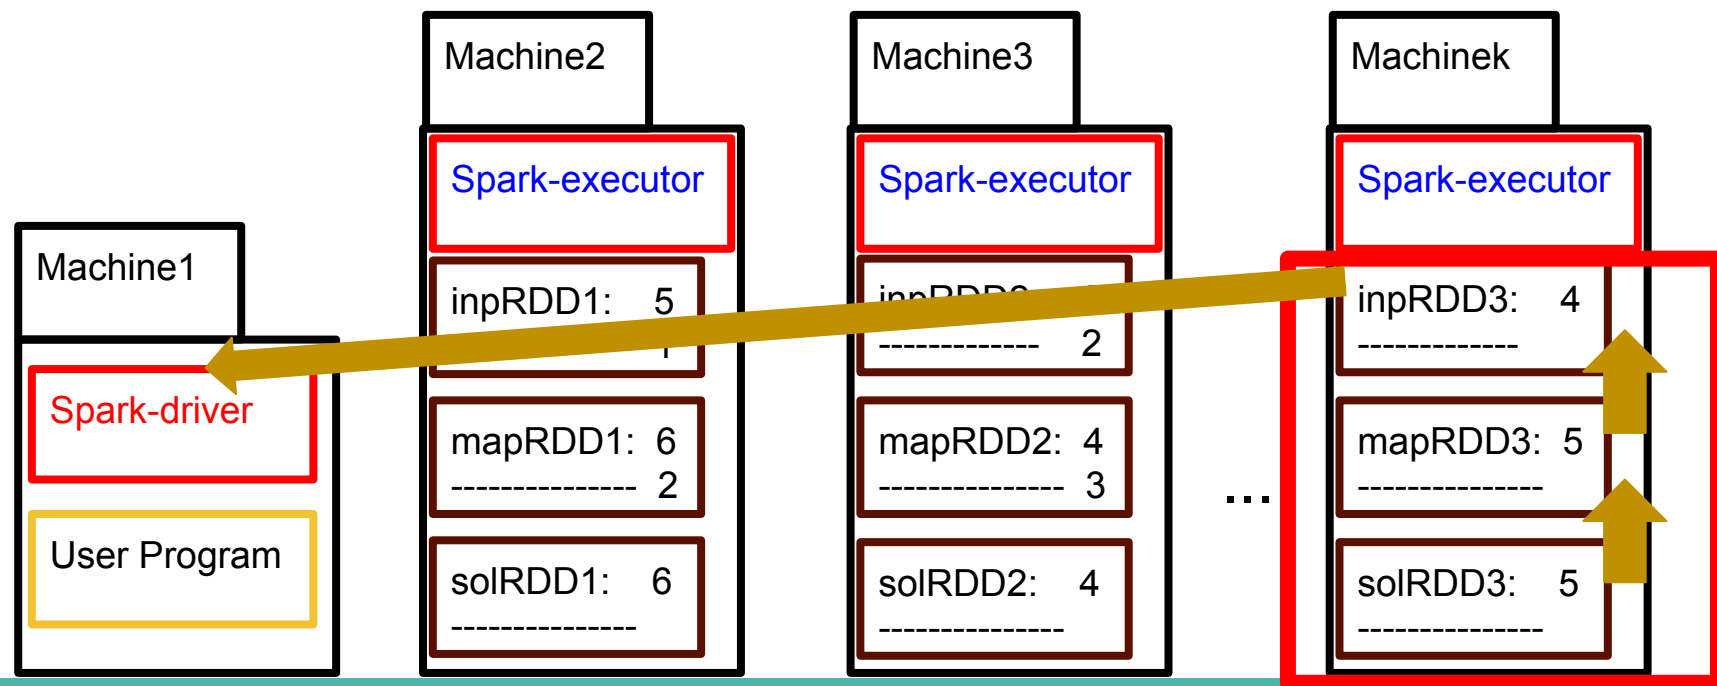 Machine1
Spark-driver
User Program
Machine2
Spark-executor
inpRDD1: 5
mapRDD1: 6
--------------- 2
solRDD1: 6
---------------
Machine3
Spark-executor
------------- 2
mapRDD2: 4
--------------- 3
solRDD2: 4
---------------
...
Machinek
Spark-executor
inpRDD3: 4
-------------
mapRDD3: 5
---------------
solRDD3: 5
---------------